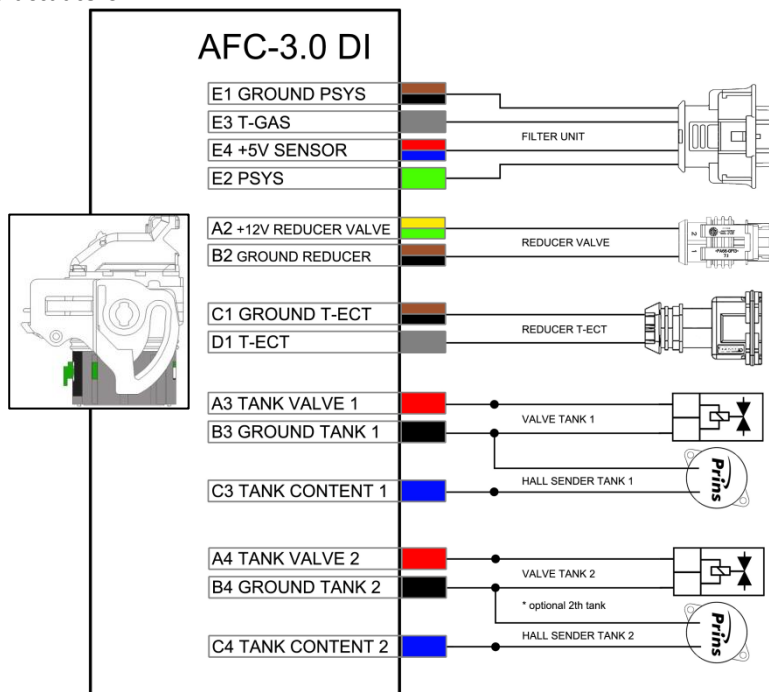 AFC-3.0 DI
E1 GROUND PSYS
E3 T-GAS
FILTER UNIT
E4 +5V SENSOR
E2 PSYS
A2 +12V REDUCER VALVE
REDUCER VALVE
B2 GROUND REDUCER
2
1
C1 GROUND T-ECT
REDUCER T-ECT
D1 T-ECT
A3 TANK VALVE 1
VALVE TANK 1
B3 GROUND TANK 1
Prins
HALL SENDER TANK 1
C3 TANK CONTENT 1
A4 TANK VALVE 2
VALVE TANK 2
B4 GROUND TANK 2
* optional 2th tank
Prins
HALL SENDER TANK 2
C4 TANK CONTENT 2